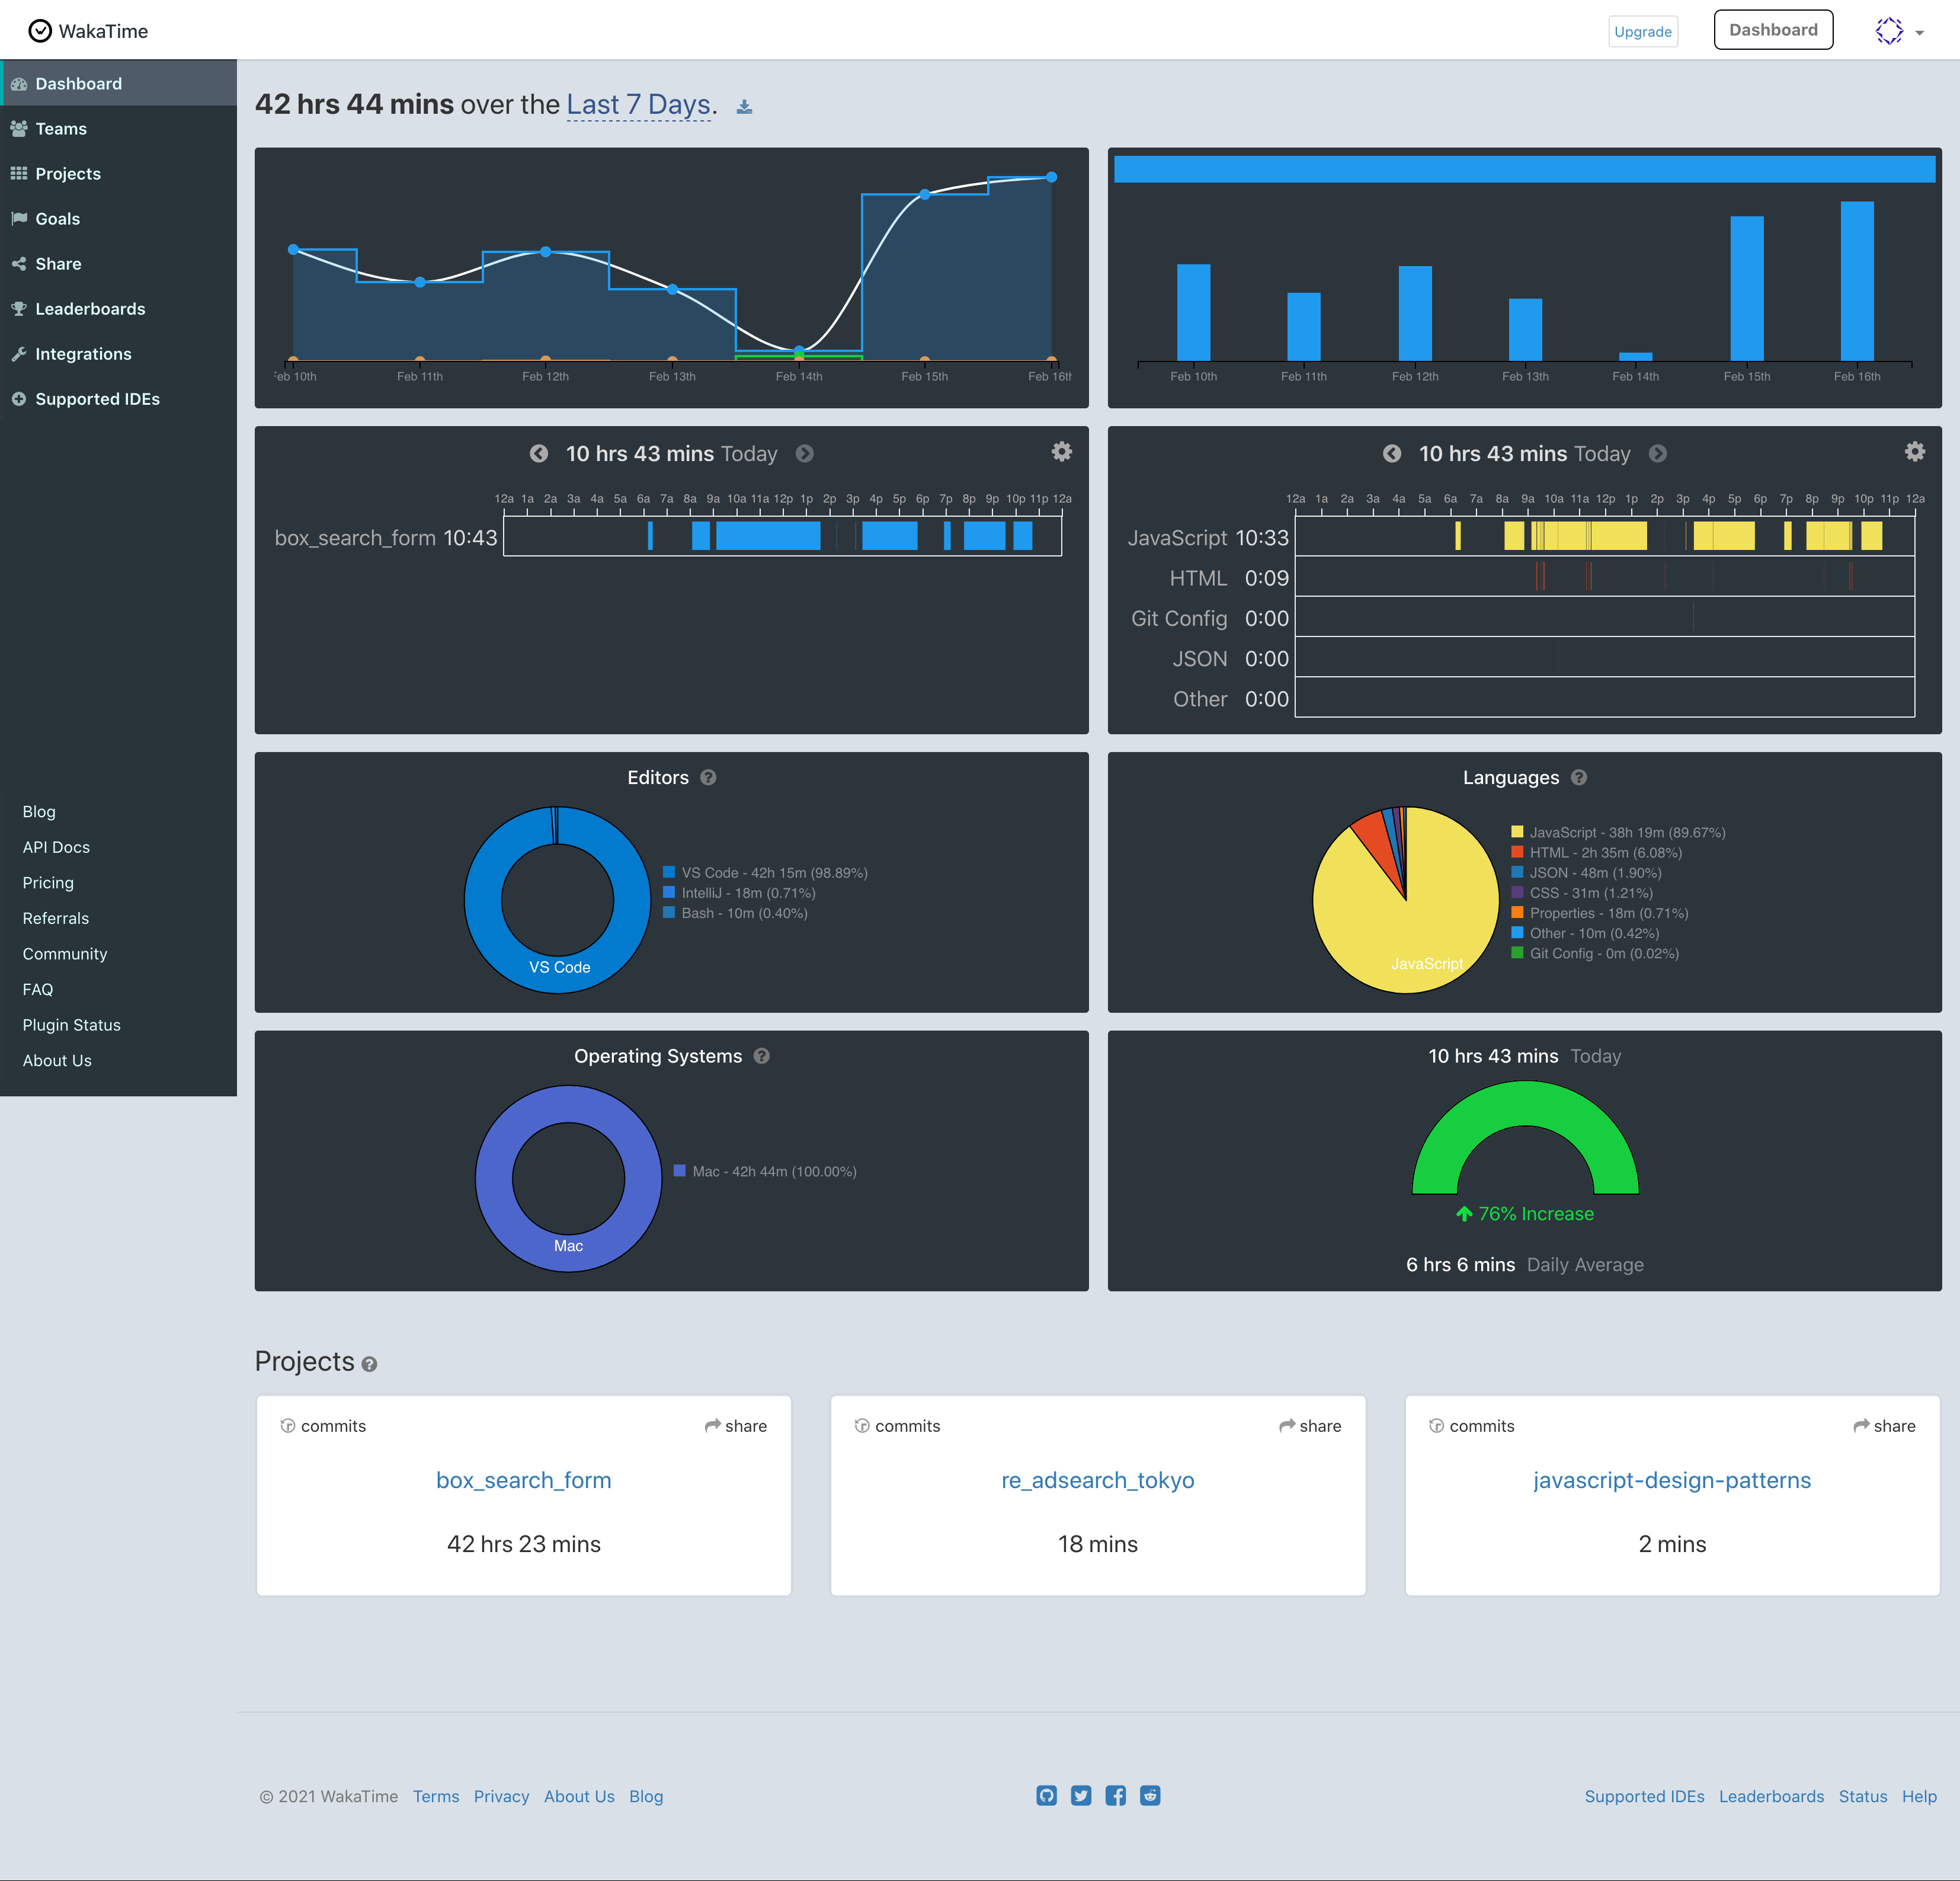 WakaTime
Upgrade
Dashboard
Dashboard
Teams
Projects
Goals
Share
Leaderboards
Integrations
Supported IDEs
Blog
API Docs
Pricing
Referrals
Community
FAQ
Plugin Status
About Us
42 hrs 44 mins over the Last 7 Days.
Feb 10th Feb 11th Feb 12th Feb 13th Feb 14th Feb 15th Feb 16th
Feb 10th Feb 11th Feb 12th Feb 13th Feb 14th Feb 15th Feb 16th
10 hrs 43 mins Today
12a 1a 2a 3a 4a 5a 6a 7a 8a 9a 10a 11a 12p 1p 2p 3p 4p 5p 6p 7p 8p 9p 10p 11p 12a
box_search_form 10:43
10 hrs 43 mins Today
12a 1a 2a 3a 4a 5a 6a 7a 8a 9a 10a 11a 12p 1p 2p 3p 4p 5p 6p 7p 8p 9p 10p 11p 12a
JavaScript 10:33
HTML 0:09
Git Config 0:00
JSON 0:00
Other 0:00
Editors
VS Code - 42h 15m (98.89%)
IntelliJ - 18m (0.71%)
Bash - 10m (0.40%)
VS Code
Languages
JavaScript - 38h 19m (89.67%)
HTML - 2h 35m (6.08%)
JSON - 48m (1.90%)
CSS - 31m (1.21%)
Properties - 18m (0.71%)
Other - 10m (0.42%)
Git Config - 0m (0.02%)
JavaScript
Operating Systems
Mac - 42h 44m (100.00%)
Mac
10 hrs 43 mins Today
76% Increase
6 hrs 6 mins Daily Average
Projects
commits share
box_search_form
42 hrs 23 mins
commits share
re_adsearch_tokyo
18 mins
commits share
javascript-design-patterns
2 mins
© 2021 WakaTime Terms Privacy About Us Blog
Supported IDEs Leaderboards Status Help